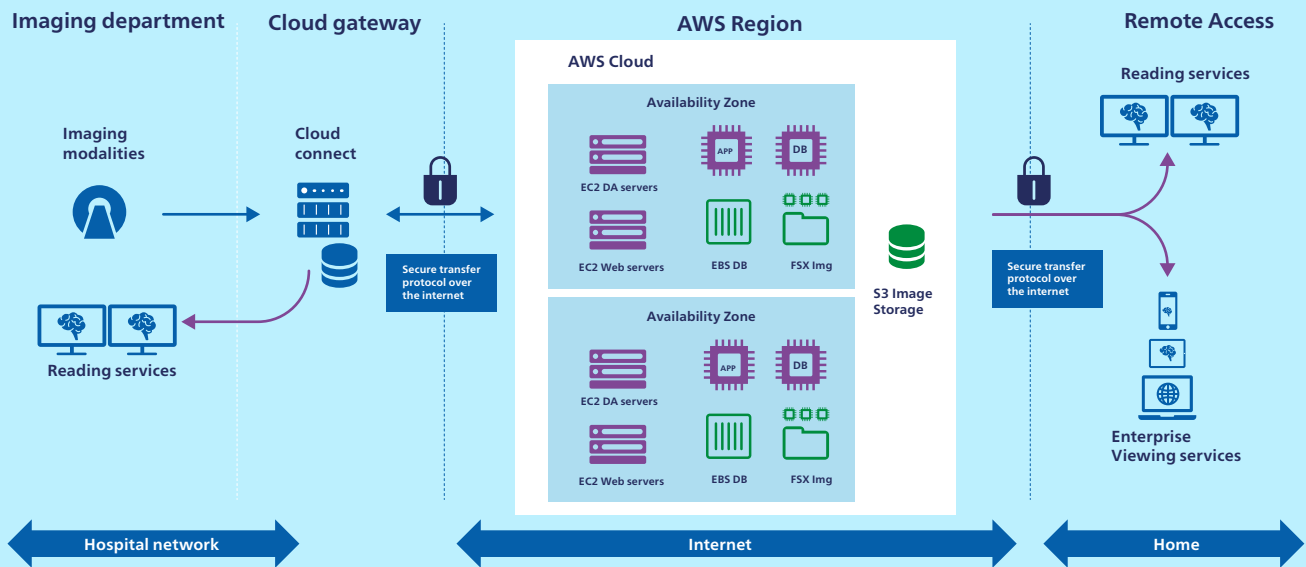 Imaging department
Cloud gateway
AWS Region
Remote Access
AWS Cloud
Reading services
Availability Zone
Imaging
modalities
Cloud
connect
APP
DB
EC2 DA servers
EC2 Web servers
EBS DB
FSX Img
Secure transfer
protocol over
the internet
S3 Image
Storage
Secure transfer
protocol over
the internet
Reading services
Availability Zone
APP
DB
EC2 DA servers
EC2 Web servers
EBS DB
FSX Img
Enterprise
Viewing services
Hospital network
Internet
Home